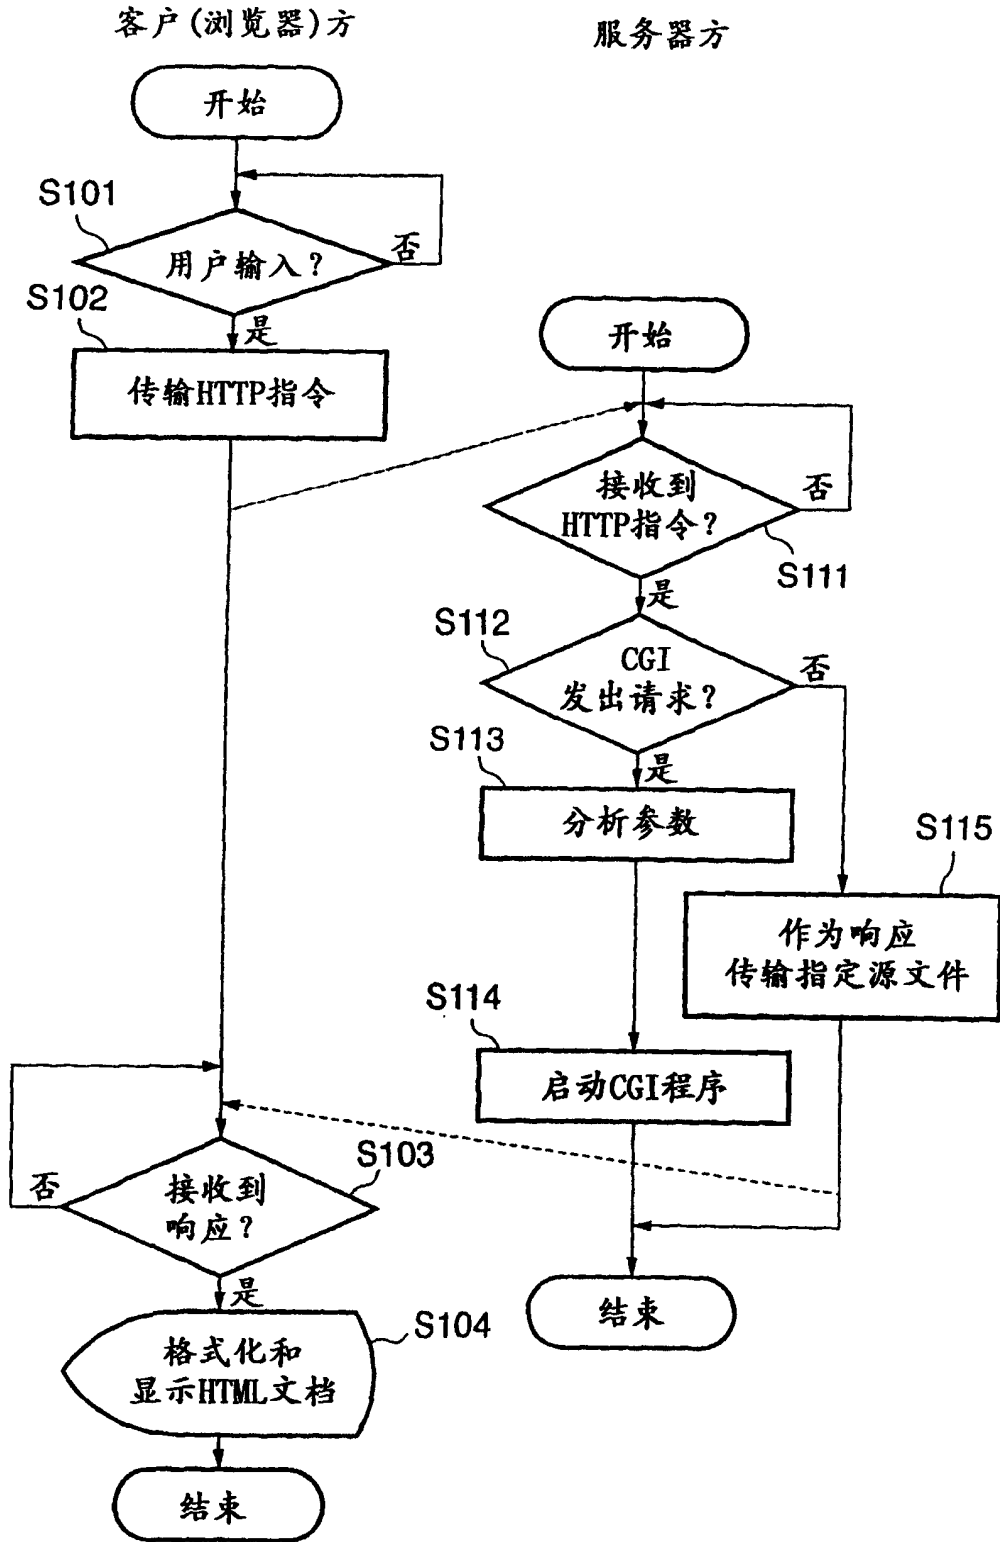 客户(浏览器)方
开始
S101
用户输入?
否
S102
是
传输HTTP指令
S103
接收到
响应?
否
是
S104
格式化和
显示HTML文档
结束
服务器方
开始
接收到
HTTP指令?
否
S111
是
S112
CGI
发出请求?
否
S113
是
分析参数
S115
作为响应
传输指定源文件
S114
启动CGI程序
结束